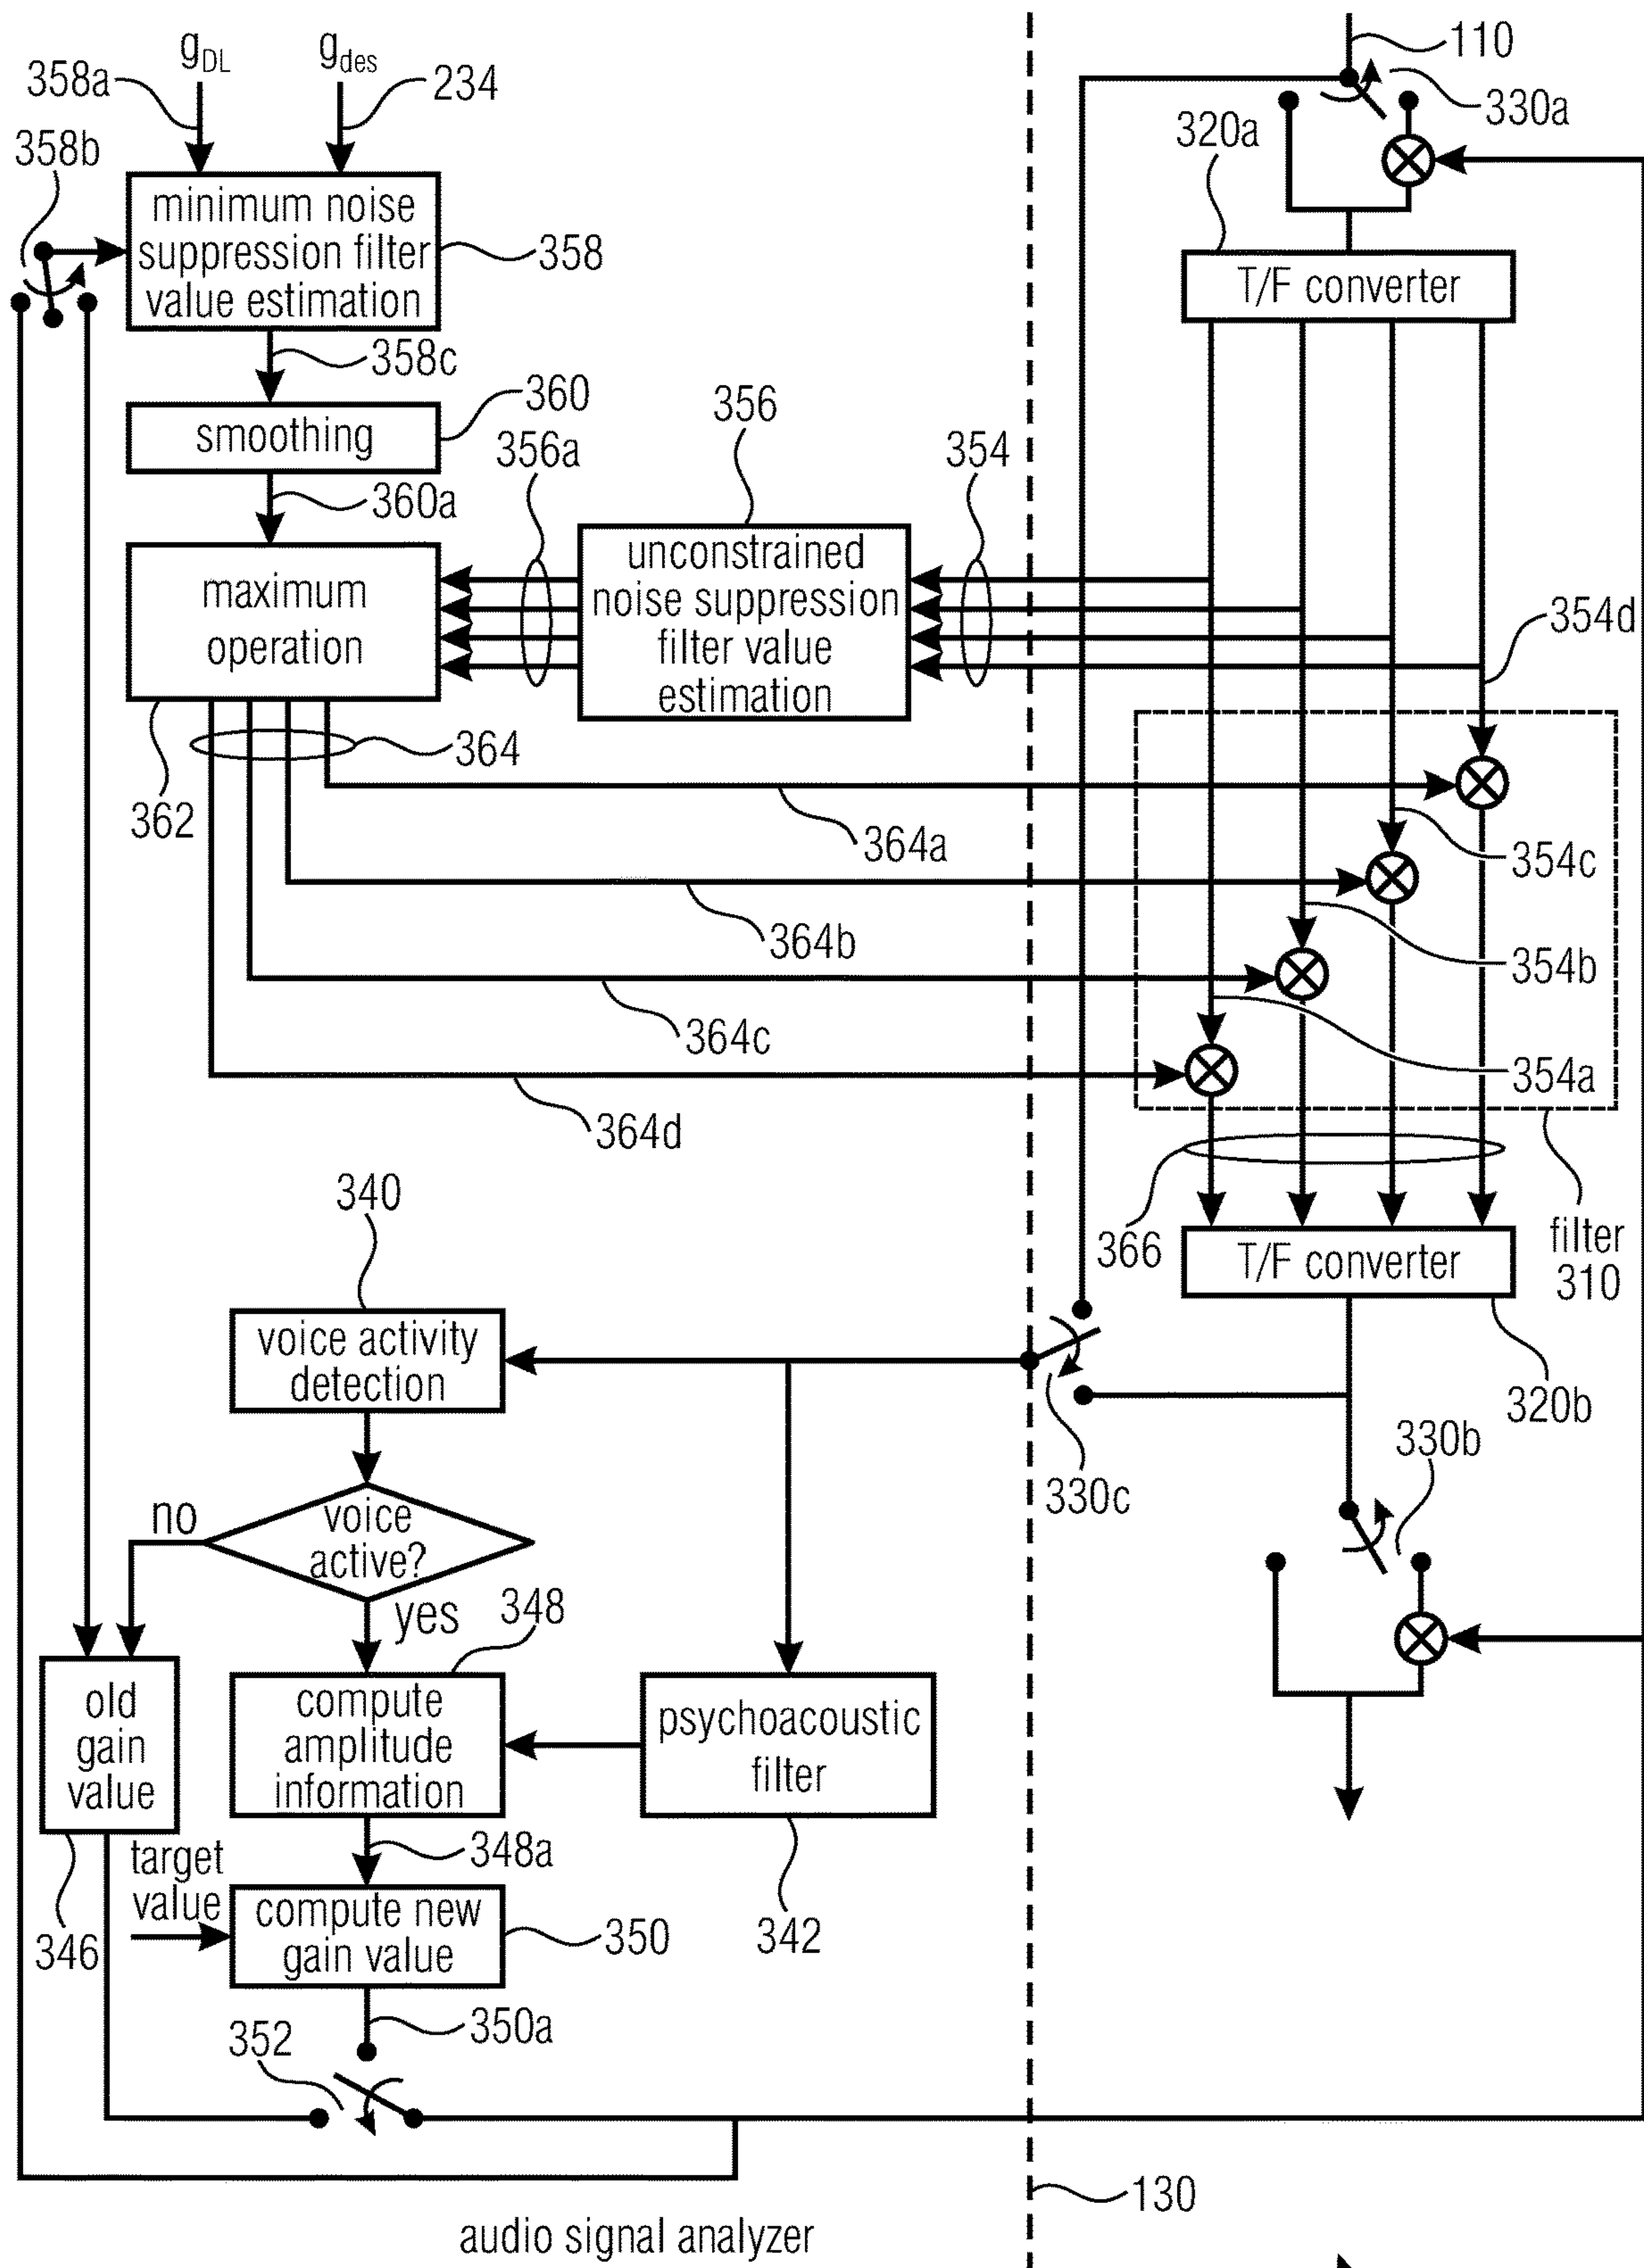 g_DL
g_des
110
358a
234
330a
358b
320a
minimum noise
suppression filter
value estimation
358
T/F converter
358c
360
smoothing
356
356a
354
360a
unconstrained
noise suppression
filter value
estimation
maximum
operation
354d
364
362
364a
354c
364b
354b
364c
354a
364d
340
366
filter
310
T/F converter
voice activity
detection
320b
330b
330c
no
voice
active?
yes
348
old
gain
value
compute
amplitude
information
psychoacoustic
filter
348a
target
value
346
compute new
gain value
350
342
350a
352
130
audio signal analyzer